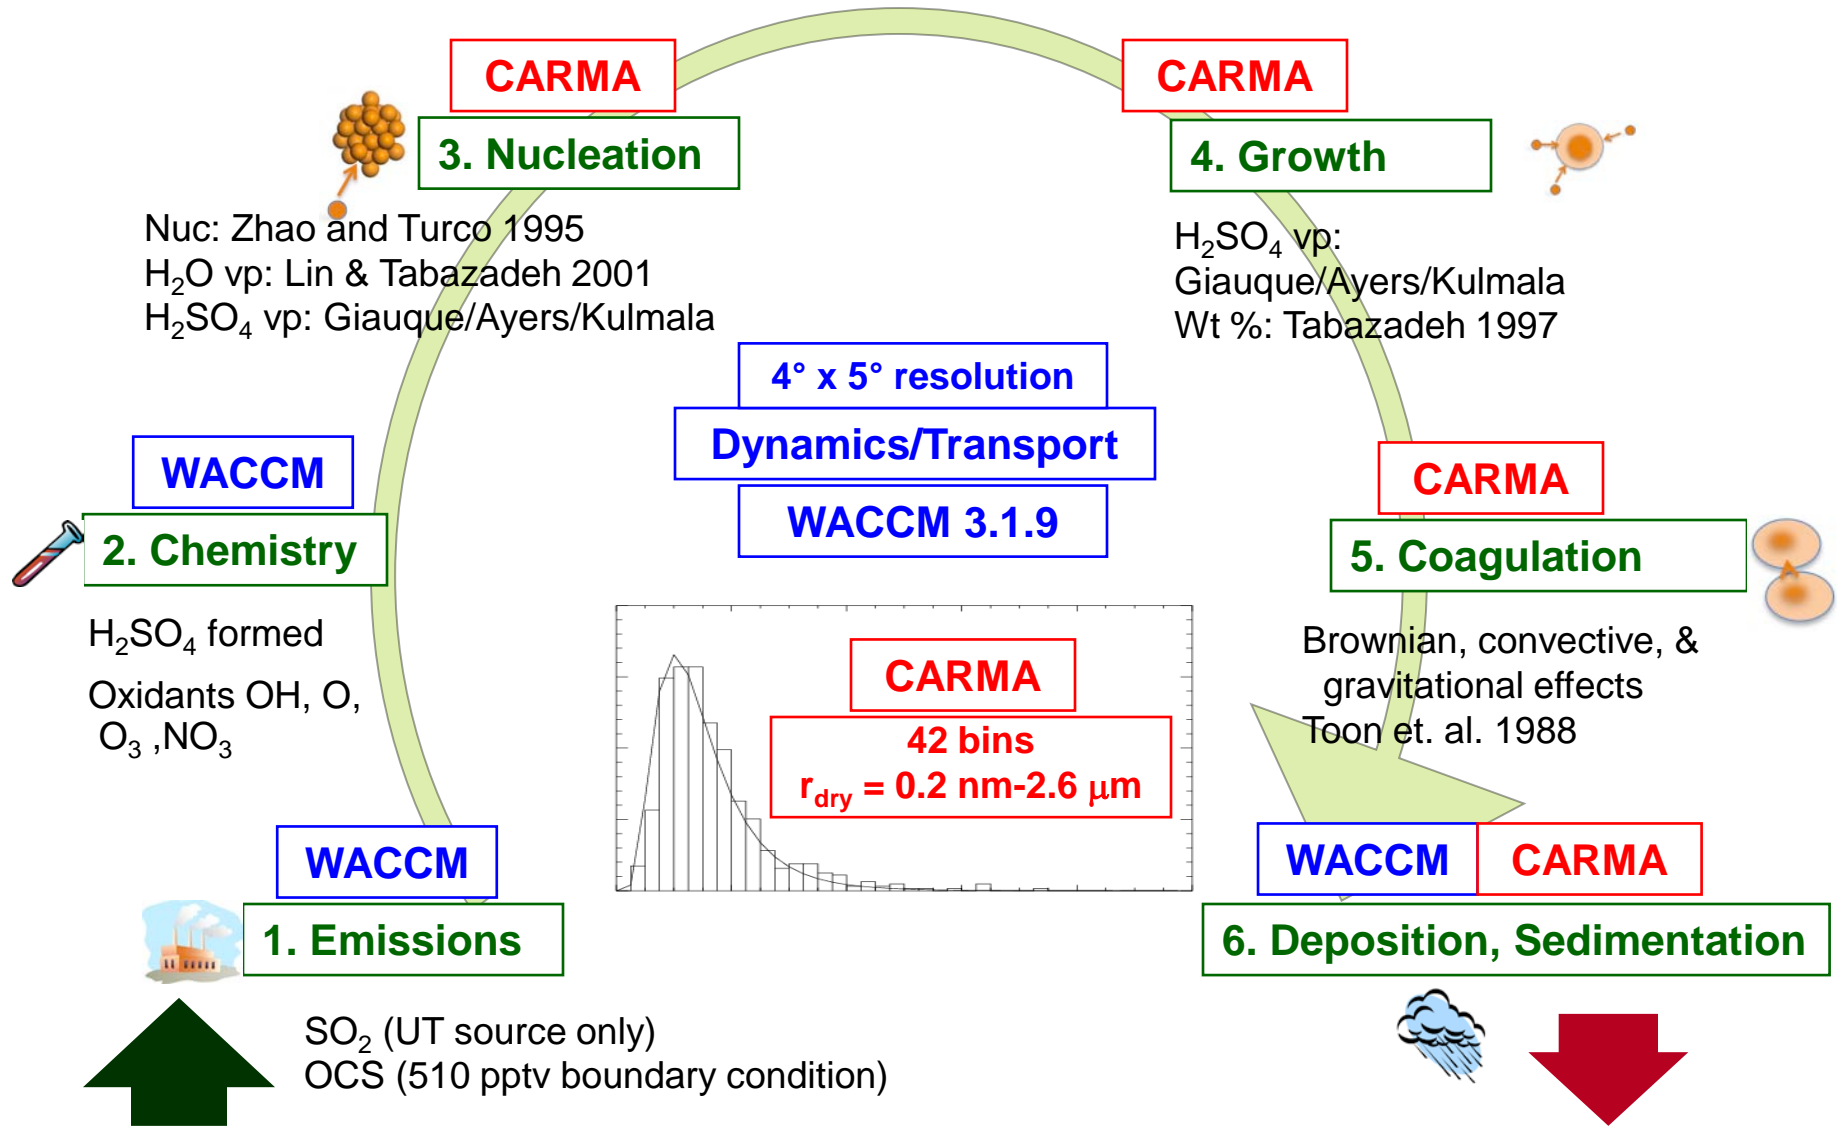 CARMA
3. Nucleation
Nuc: Zhao and Turco 1995
H₂O vp: Lin & Tabazadeh 2001
H₂SO₄ vp: Giauque/Ayers/Kulmala
CARMA
4. Growth
H₂SO₄ vp:
Giauque/Ayers/Kulmala
Wt %: Tabazadeh 1997
4° x 5° resolution
Dynamics/Transport
WACCM 3.1.9
WACCM
2. Chemistry
H₂SO₄ formed
Oxidants OH, O,
O₃ ,NO₃
CARMA
5. Coagulation
Brownian, convective, &
gravitational effects
Toon et. al. 1988
CARMA
42 bins
r_dry = 0.2 nm-2.6 μm
WACCM
1. Emissions
SO₂ (UT source only)
OCS (510 pptv boundary condition)
WACCM CARMA
6. Deposition, Sedimentation